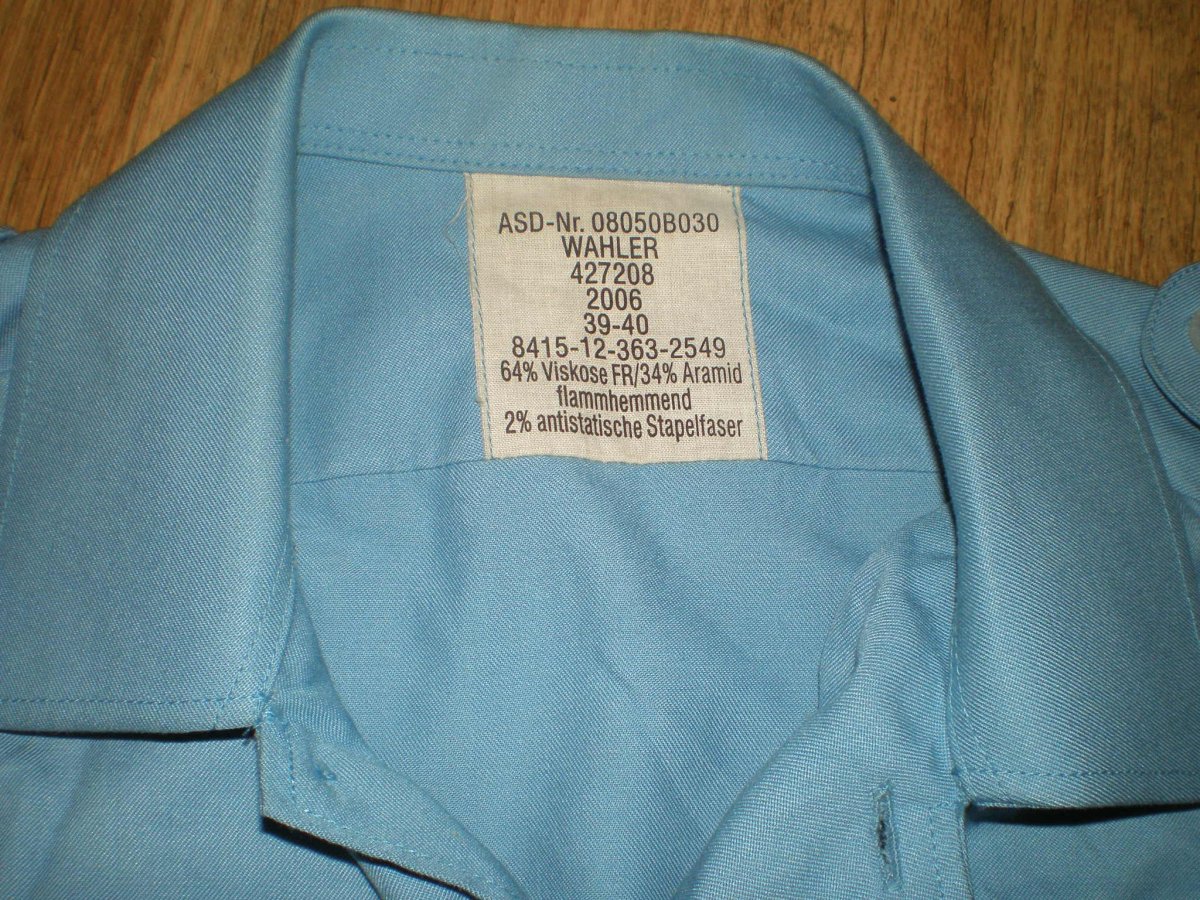 ASD-Nr. 08050B030
WAHLER
427208
2006
39-40
8415-12-363-2549
64% Viskose FR/34% Aramid
flammhemmend
2% antistatische Stapelfaser